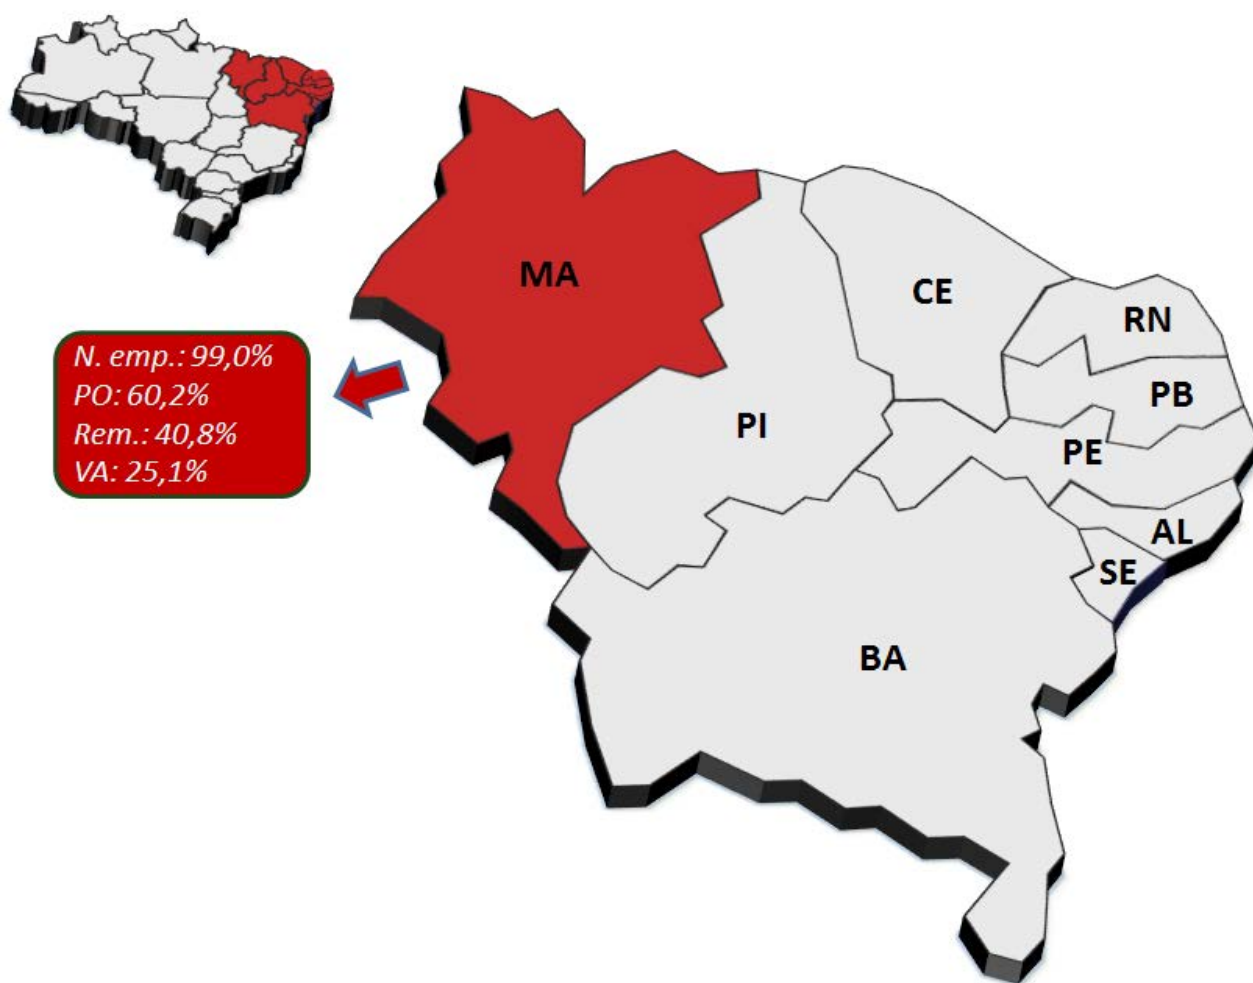 MA
CE
RN
N. emp.: 99,0%
PO: 60,2%
Rem.: 40,8%
VA: 25,1%
PI
PB
PE
AL
SE
BA